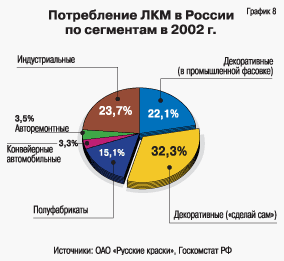 График 8
Потребление ЛКМ в России
по сегментам в 2002 г.
Индустриальные
Декоративные
(в промышленной фасовке)
23,7%
22,1%
3,5%
Авторемонтные
3,3%
Конвейерные
автомобильные
15,1%
32,3%
Полуфабрикаты
Декоративные («сделай сам»)
Источники: ОАО «Русские краски», Госкомстат РФ